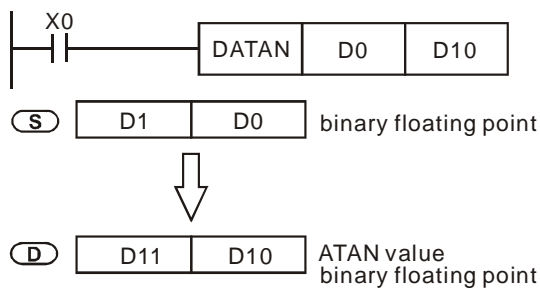 X0
DATAN D0 D10
S D1 D0 binary floating point
D D11 D10 ATAN value
binary floating point